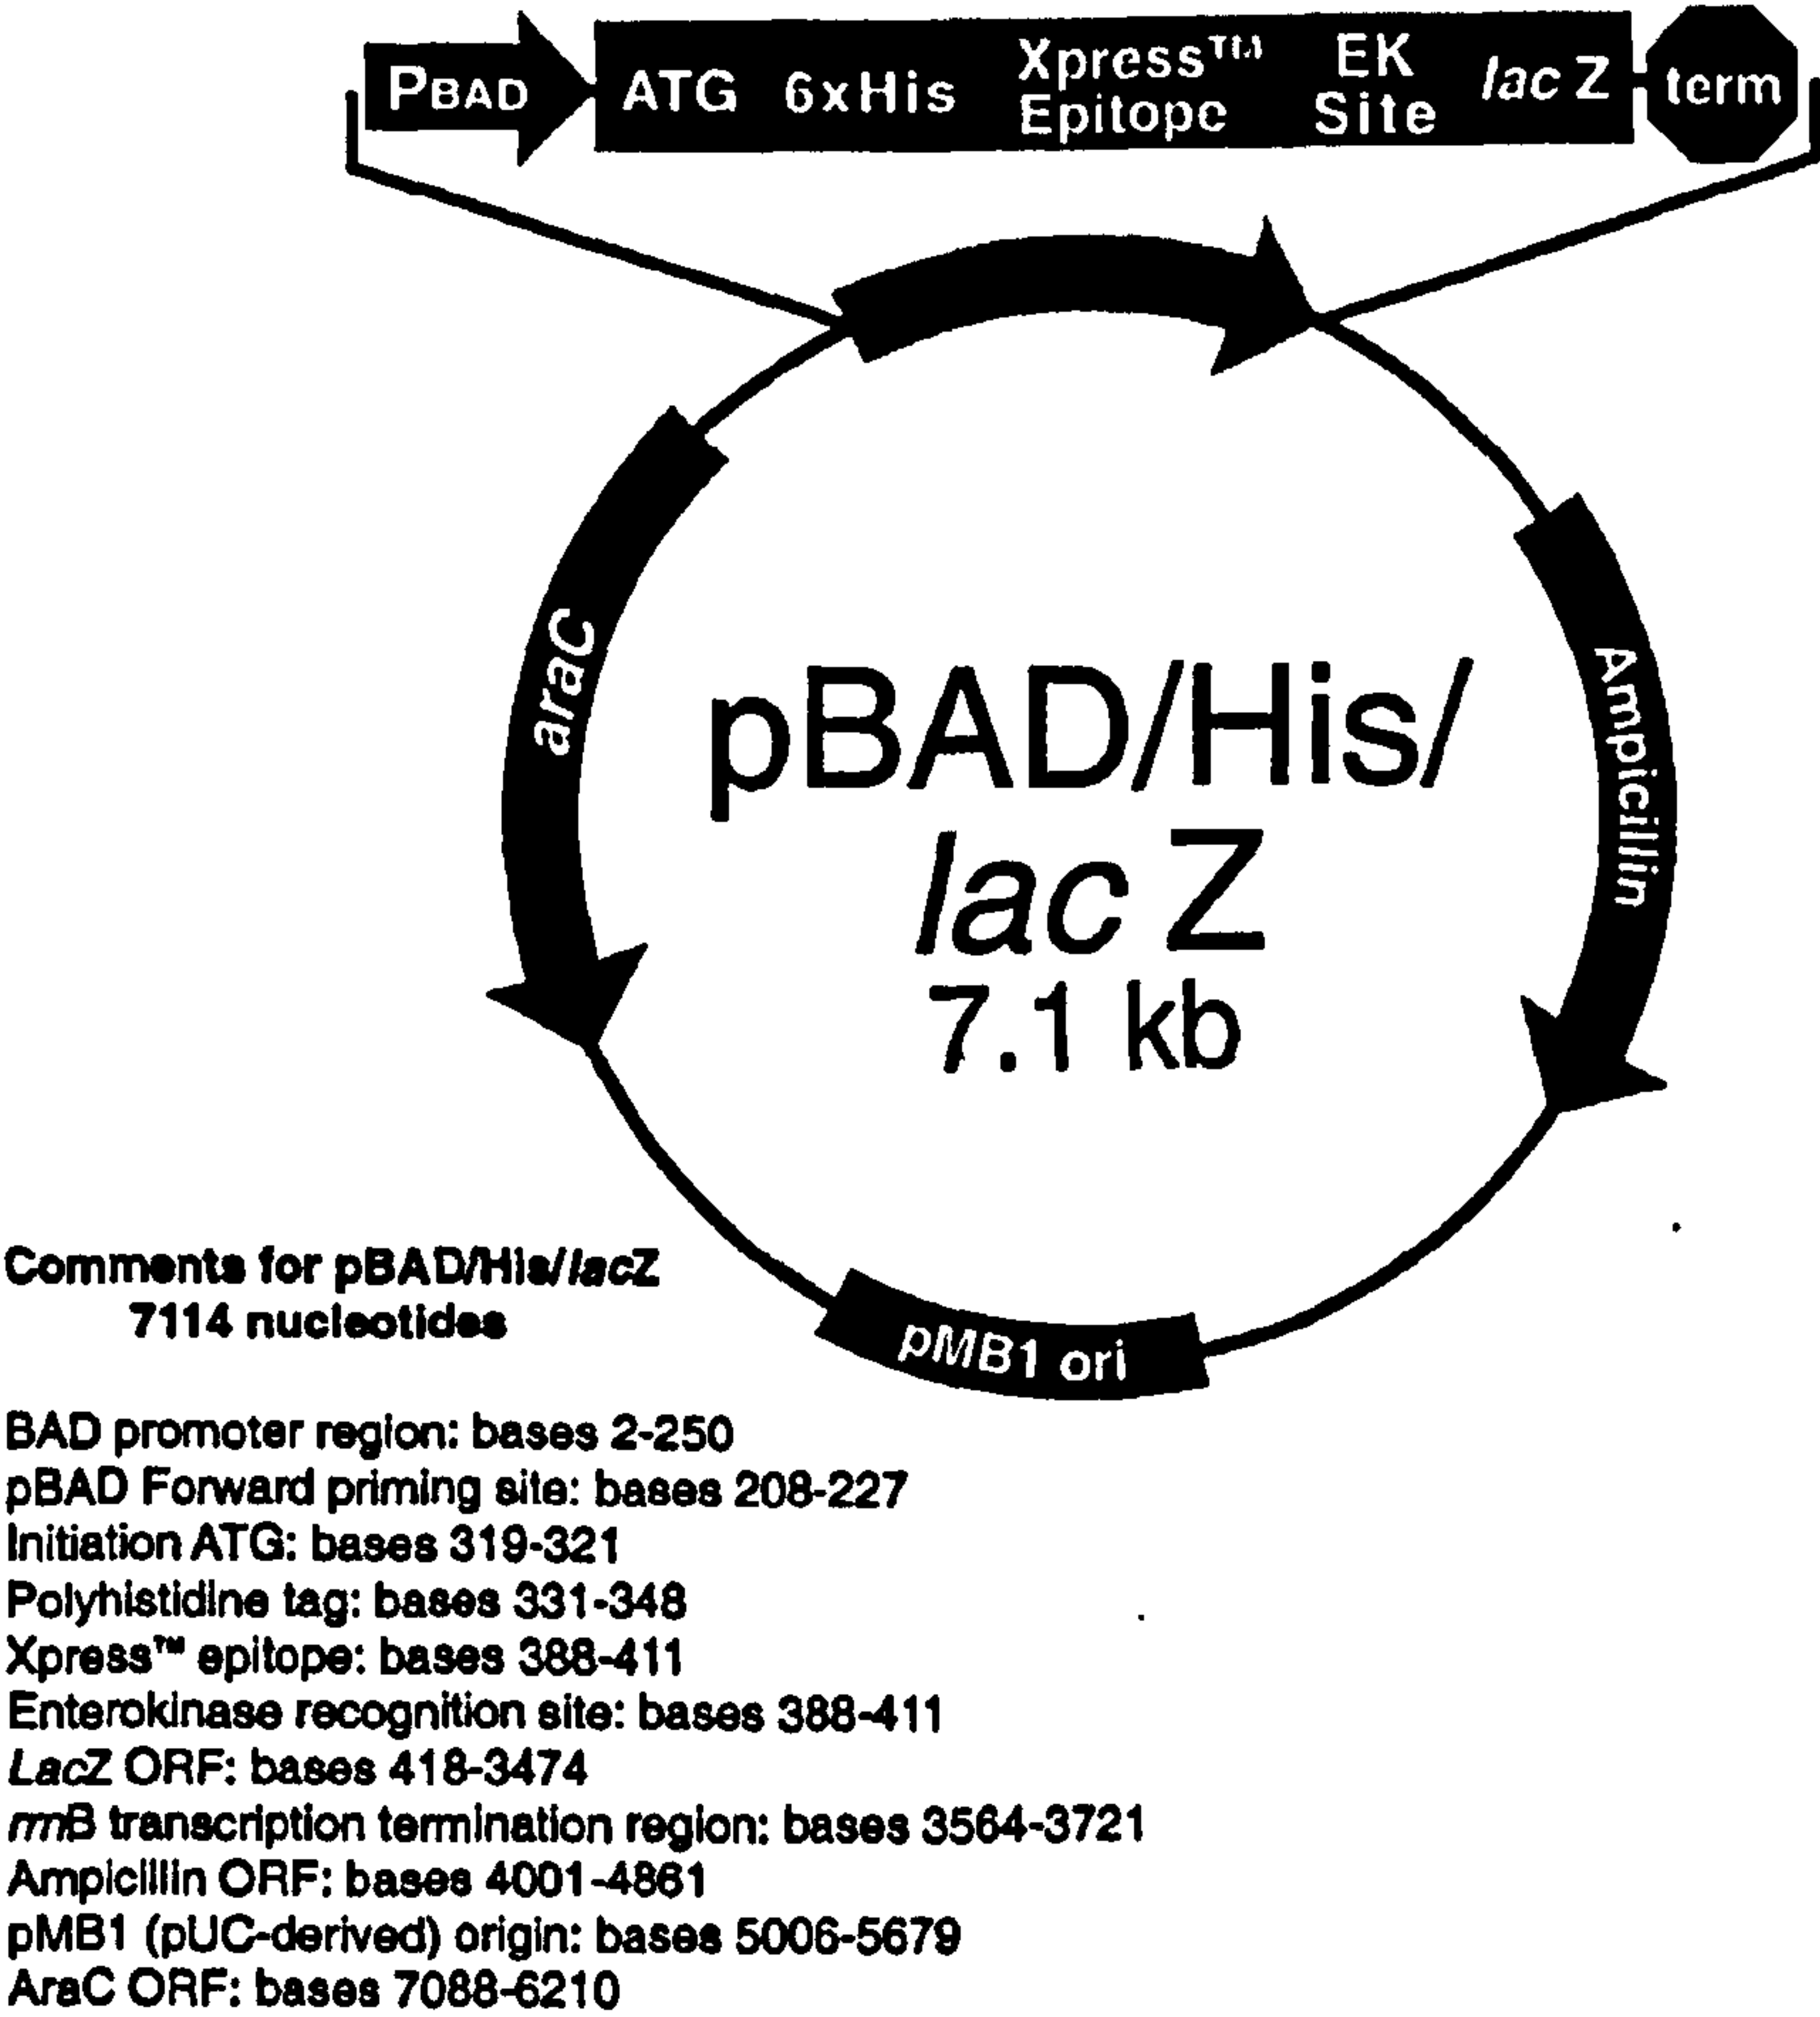 PBAD ATG 6xHis Xpress™ Epitope EK Site lac Z term
araC
Ampicillin
pBAD/His/
lac Z
7.1 kb
pMB1 ori
Comments for pBAD/His/lacZ
7114 nucleotides
BAD promoter region: bases 2-250
pBAD Forward priming site: bases 208-227
Initiation ATG: bases 319-321
Polyhistidine tag: bases 331-348
Xpress™ epitope: bases 388-411
Enterokinase recognition site: bases 388-411
LacZ ORF: bases 418-3474
rrnB transcription termination region: bases 3564-3721
Ampicillin ORF: bases 4001-4861
pMB1 (pUC-derived) origin: bases 5006-5679
AraC ORF: bases 7088-6210